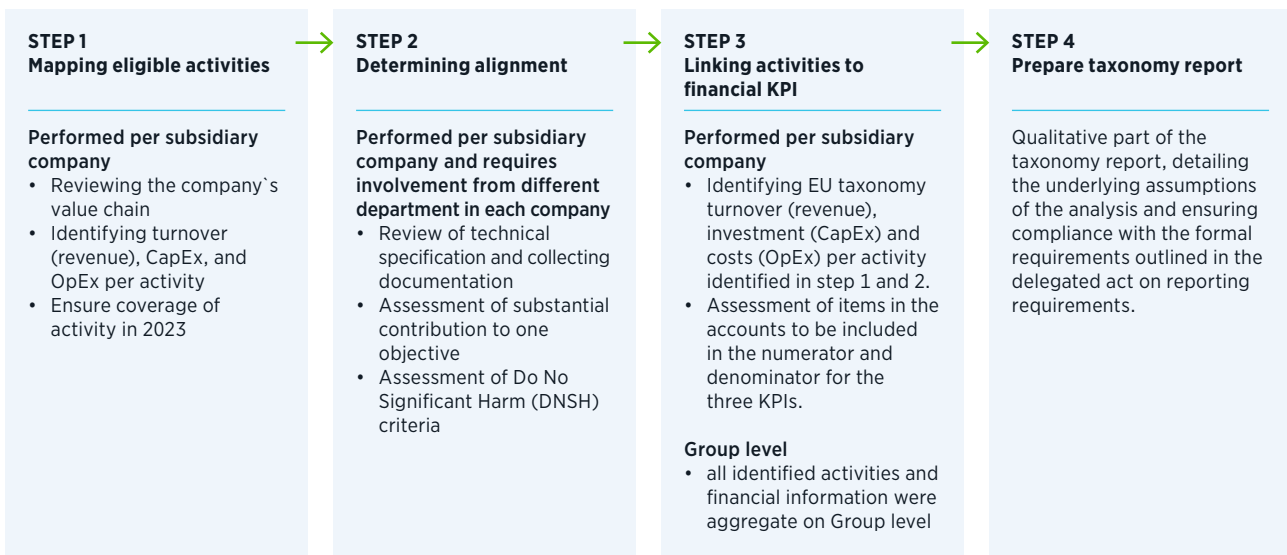 STEP 1
Mapping eligible activities
Performed per subsidiary
company
• Reviewing the company`s
value chain
• Identifying turnover
(revenue), CapEx, and
OpEx per activity
• Ensure coverage of
activity in 2023
STEP 2
Determining alignment
Performed per subsidiary
company and requires
involvement from different
department in each company
• Review of technical
specification and collecting
documentation
• Assessment of substantial
contribution to one
objective
• Assessment of Do No
Significant Harm (DNSH)
criteria
STEP 3
Linking activities to
financial KPI
Performed per subsidiary
company
• Identifying EU taxonomy
turnover (revenue),
investment (CapEx) and
costs (OpEx) per activity
identified in step 1 and 2.
• Assessment of items in the
accounts to be included
in the numerator and
denominator for the
three KPIs.
Group level
• all identified activities and
financial information were
aggregate on Group level
STEP 4
Prepare taxonomy report
Qualitative part of the
taxonomy report, detailing
the underlying assumptions
of the analysis and ensuring
compliance with the formal
requirements outlined in the
delegated act on reporting
requirements.